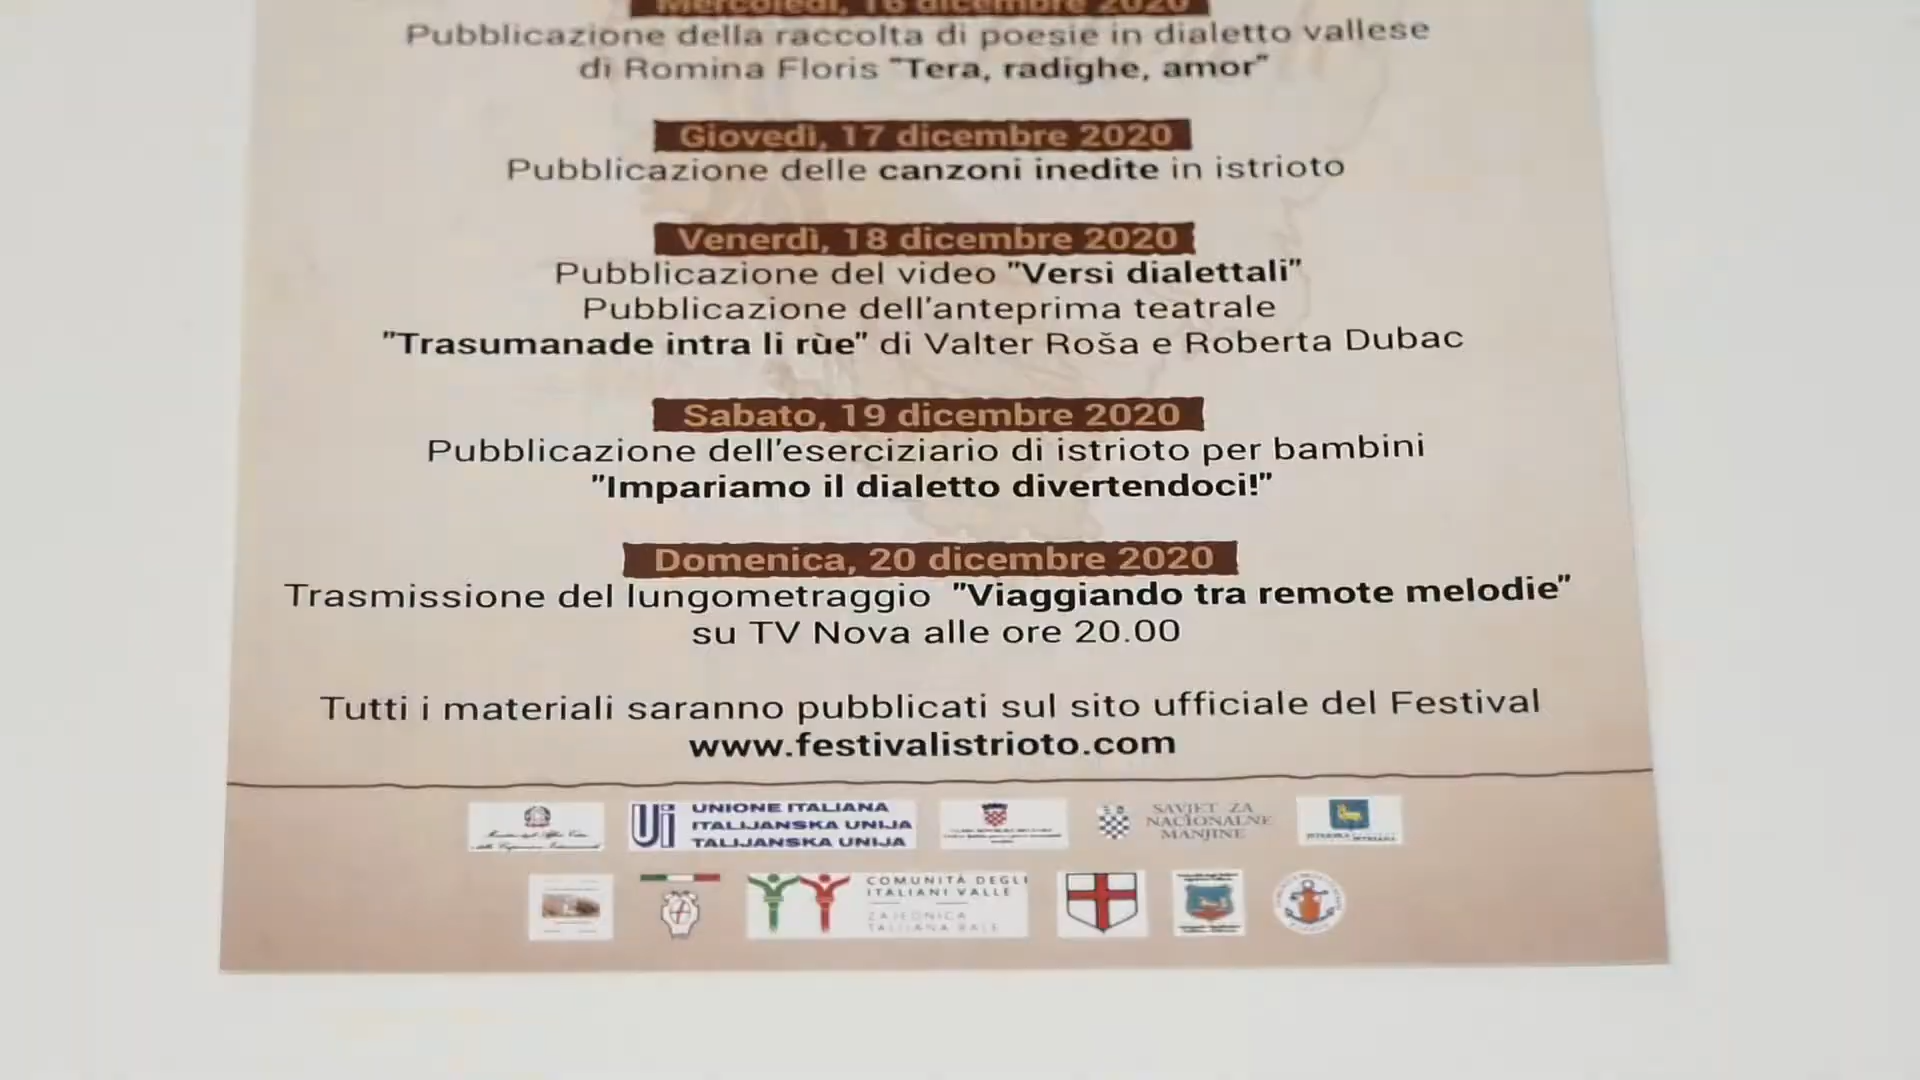 Mercoledì, 16 dicembre 2020
Pubblicazione della raccolta di poesie in dialetto vallese
di Romina Floris "Tera, radighe, amor"
Giovedì, 17 dicembre 2020
Pubblicazione delle canzoni inedite in istrioto
Venerdì, 18 dicembre 2020
Pubblicazione del video "Versi dialettali"
Pubblicazione dell'anteprima teatrale
"Trasumanade intra li rùe" di Valter Roša e Roberta Dubac
Sabato, 19 dicembre 2020
Pubblicazione dell'eserciziario di istrioto per bambini
"Impariamo il dialetto divertendoci!"
Domenica, 20 dicembre 2020
Trasmissione del lungometraggio "Viaggiando tra remote melodie"
su TV Nova alle ore 20.00
Tutti i materiali saranno pubblicati sul sito ufficiale del Festival
www.festivalistrioto.com
Ui
UNIONE ITALIANA
ITALIJANSKA UNIJA
TALIJANSKA UNIJA
SAVJET ZA
NACIONALNE
MANJINE
COMUNITÀ DEGLI
ITALIANI VALLE
ZAJEDNICA
TALIJANA BALE